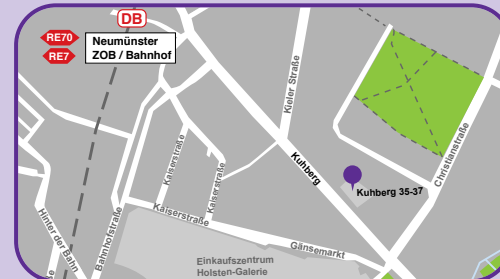 DB
RE70
RE7
Neumünster
ZOB / Bahnhof
Kieler Straße
Christianstraße
Kuhberg
Kuhberg 35-37
Kaiserstraße
Kaiserstraße
Kaiserstraße
Hinter der Bahn
Bahnhofstraße
Gänsemarkt
Einkaufszentrum
Holsten-Galerie